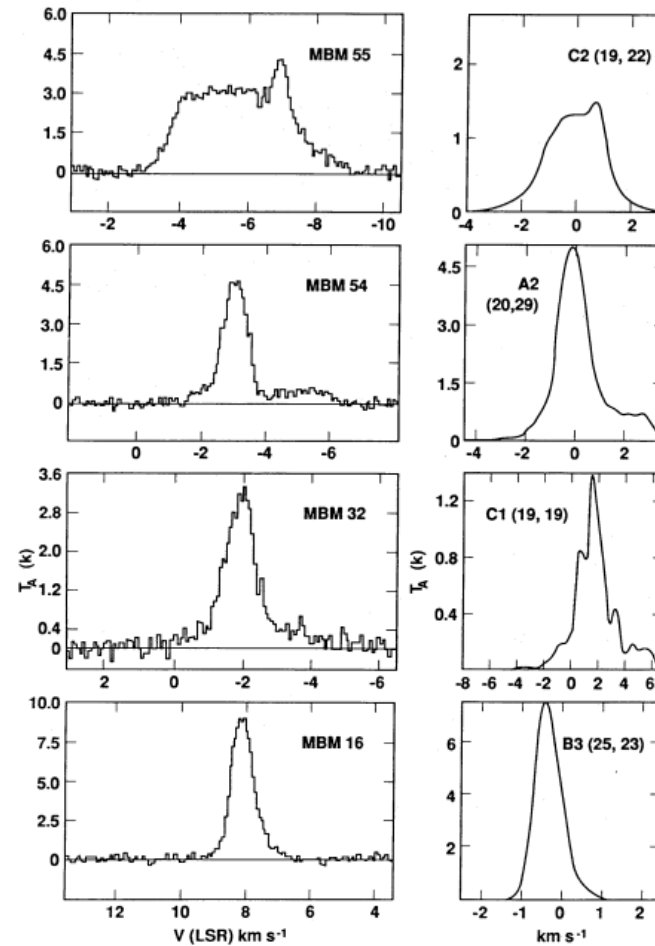 6.0
4.5
3.0
1.5
0
MBM 55
-2 -4 -6 -8 -10
2
1
0
C2 (19, 22)
-4 -2 0 2
6.0
4.5
3.0
1.5
0
MBM 54
0 -2 -4 -6
4.5
3.0
1.5
0
A2
(20,29)
-4 -2 0 2
3.6
2.8
2.0
1.2
0.4
0
T_A (k)
MBM 32
2 0 -2 -4 -6
1.2
0.8
0.4
T_A (k)
C1 (19, 19)
-8 -6 -4 -2 0 2 4 6
10.0
7.5
5.0
2.5
0
MBM 16
12 10 8 6 4
V (LSR) km s⁻¹
6
4
2
B3 (25, 23)
-2 -1 0 1 2
km s⁻¹